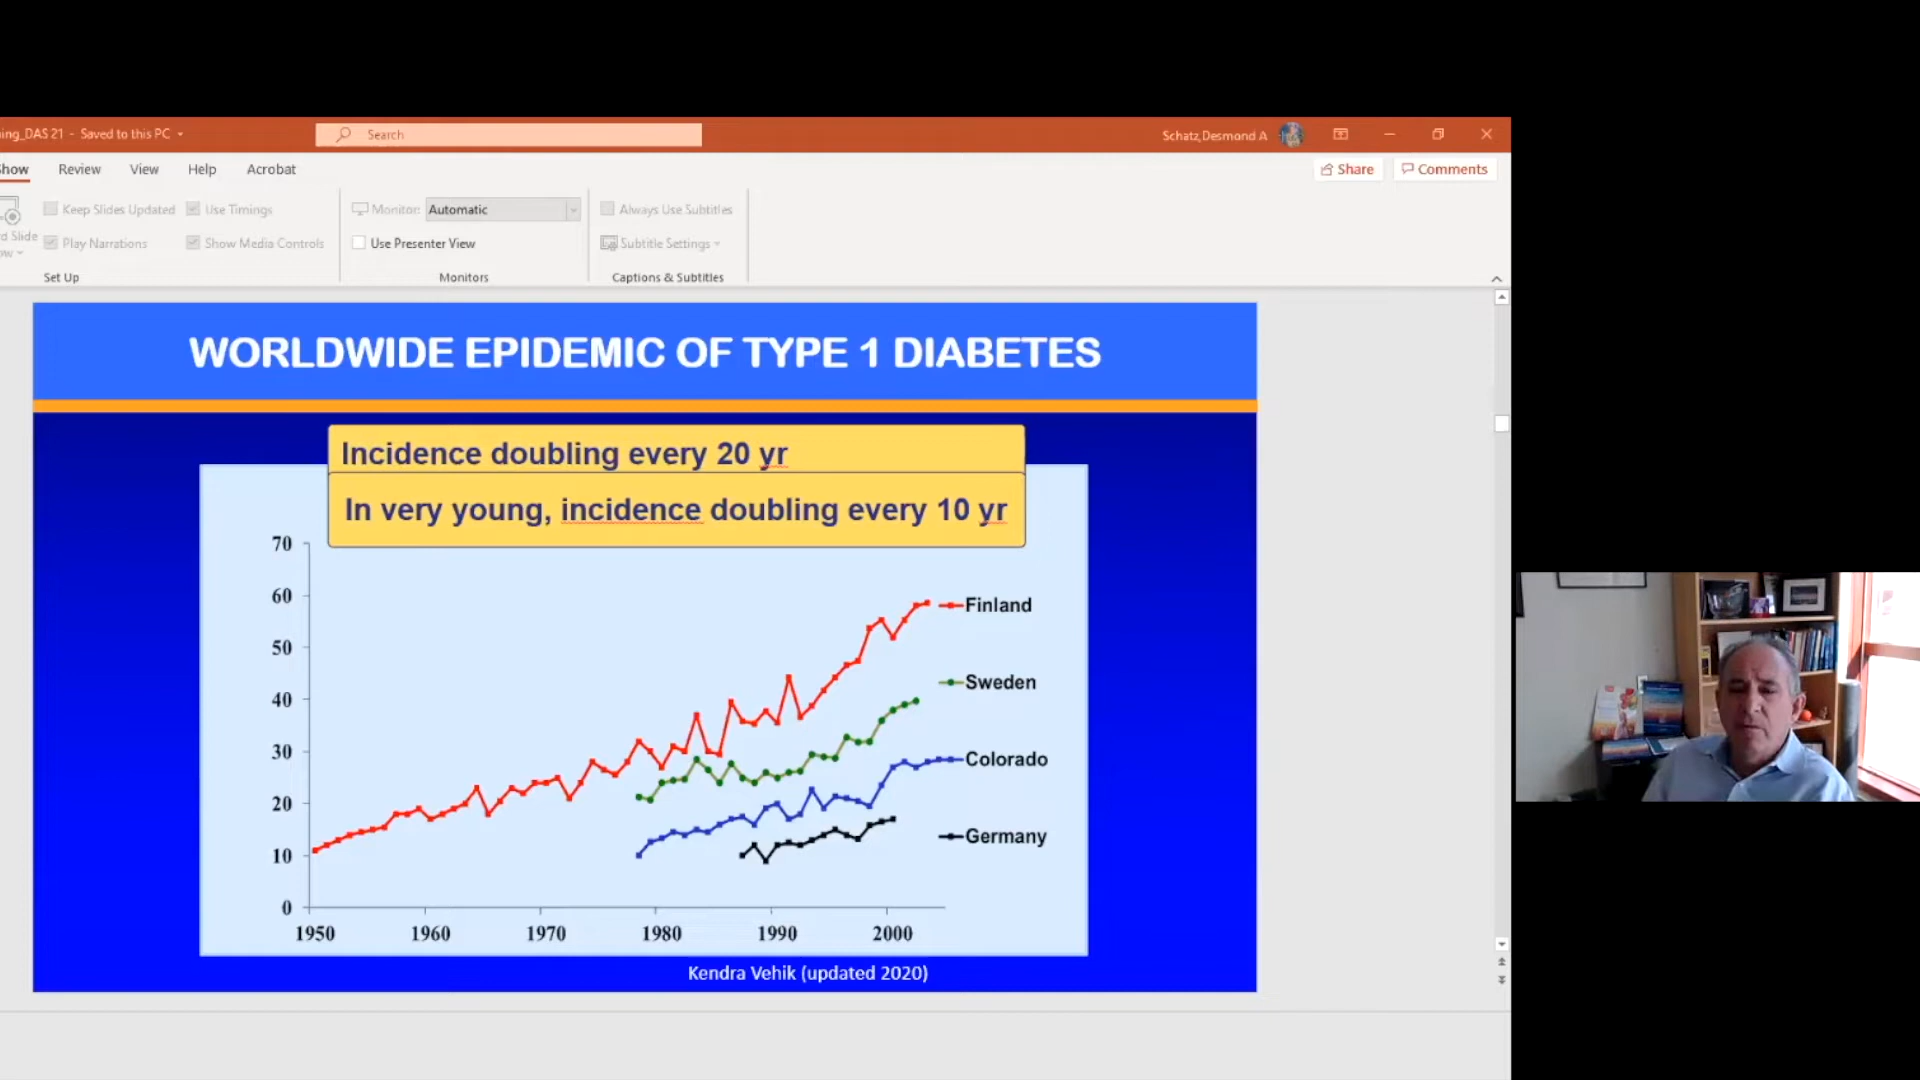 ing_DAS 21 - Saved to this PC
Search
Schatz,Desmond A
Show
Review
View
Help
Acrobat
Share
Comments
Keep Slides Updated
Use Timings
Monitor:
Automatic
Always Use Subtitles
d Slide
ow
Play Narrations
Show Media Controls
Use Presenter View
Subtitle Settings
Set Up
Monitors
Captions & Subtitles
WORLDWIDE EPIDEMIC OF TYPE 1 DIABETES
Incidence doubling every 20 yr
In very young, incidence doubling every 10 yr
70
60
50
40
30
20
10
0
Finland
Sweden
Colorado
Germany
1950 1960 1970 1980 1990 2000
Kendra Vehik (updated 2020)